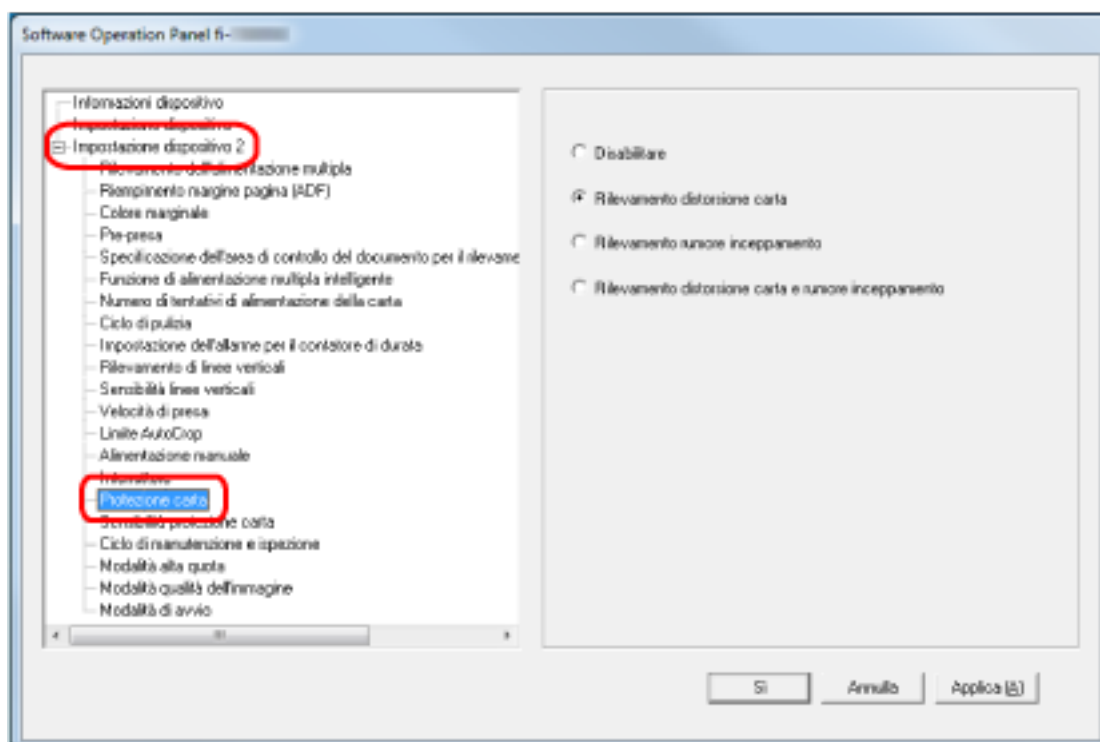 Software Operation Panel fi-
Informazioni dispositivo
Impostazione dispositivo
Impostazione dispositivo 2
Rilevamento dell'alimentazione multipla
Riempimento margine pagina (ADF)
Colore marginale
Pre-presa
Specificazione dell'area di controllo del documento per il rilevame
Funzione di alimentazione multipla intelligente
Numero di tentativi di alimentazione della carta
Ciclo di pulizia
Impostazione dell'allarme per il contatore di durata
Rilevamento di linee verticali
Sensibilità linee verticali
Velocità di presa
Limite AutoCrop
Alimentazione manuale
Protezione carta
Sensibilità protezione carta
Ciclo di manutenzione e ispezione
Modalità alta quota
Modalità qualità dell'immagine
Modalità di avvio
Disabilitare
Rilevamento distorsione carta
Rilevamento rumore inceppamento
Rilevamento distorsione carta e rumore inceppamento
Sì
Annulla
Applica (A)